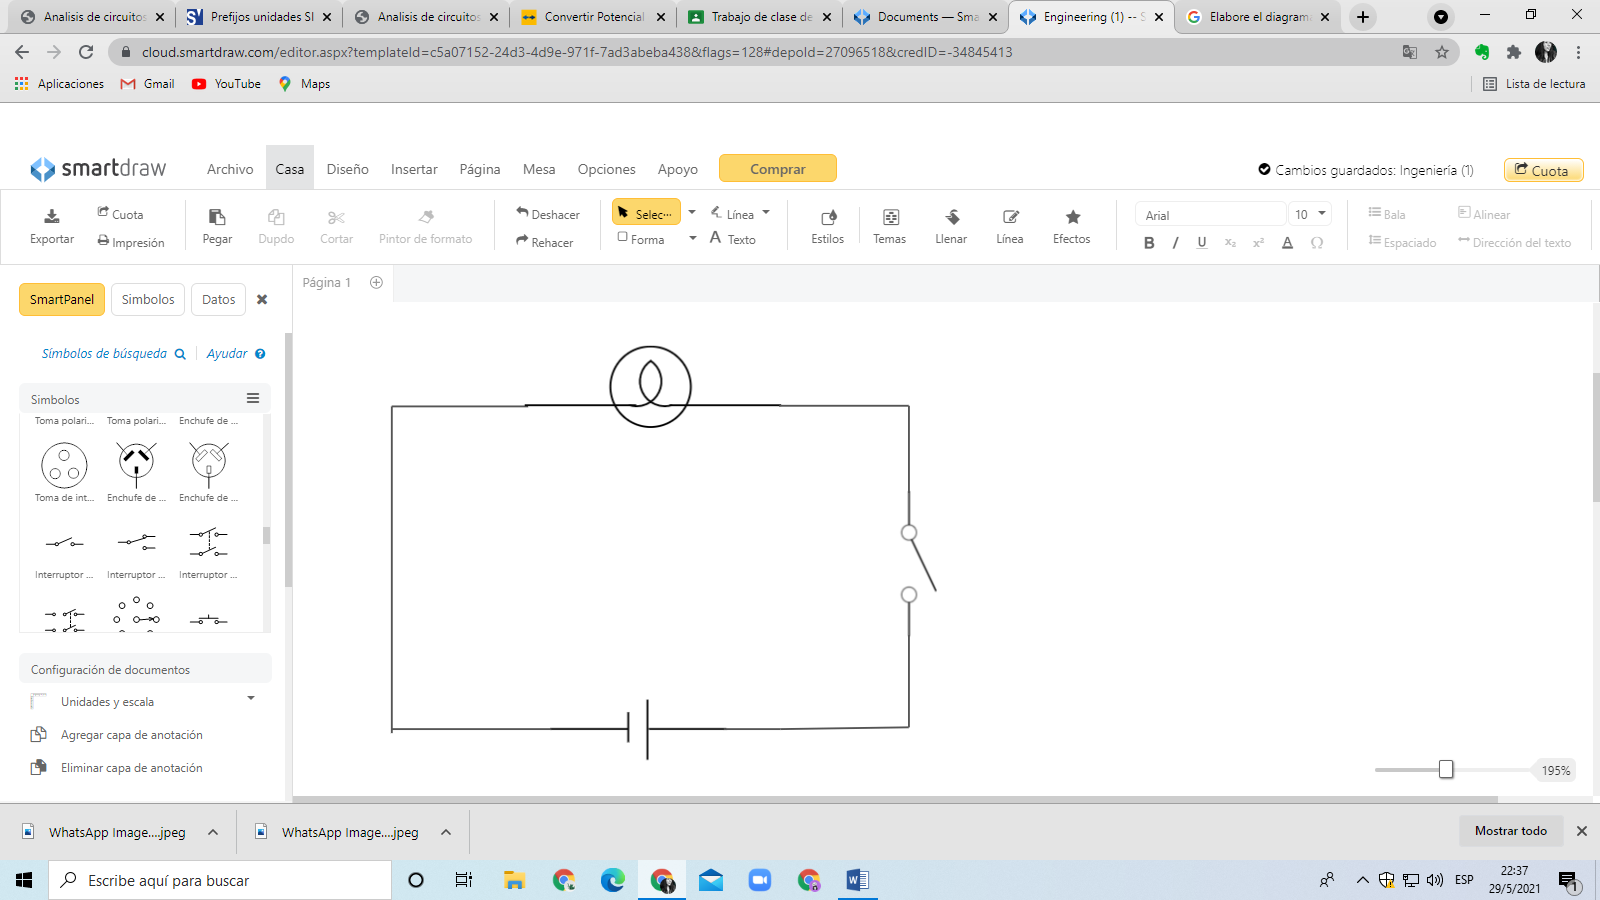 Analisis de circuitos
Prefijos unidades SI
Analisis de circuitos
Convertir Potencial
Trabajo de clase de
Documents — Sma
Engineering (1) -- S
Elabore el diagrama
cloud.smartdraw.com/editor.aspx?templateId=c5a07152-24d3-4d9e-971f-7ad3abeba438&flags=128#depoId=27096518&credID=-34845413
Aplicaciones Gmail YouTube Maps Lista de lectura
smartdraw Archivo Casa Diseño Insertar Página Mesa Opciones Apoyo Comprar Cambios guardados: Ingeniería (1) Cuota
Exportar
Cuota
Impresión
Pegar
Dupdo
Cortar
Pintor de formato
Deshacer
Rehacer
Selec...
Forma
Línea
Texto
Estilos
Temas
Llenar
Línea
Efectos
Arial 10
B I U x₂ x² A Ω
Bala
Espaciado
Alinear
Dirección del texto
SmartPanel Simbolos Datos
Página 1
Símbolos de búsqueda Ayudar
Simbolos
Toma polari... Toma polari... Enchufe de ...
Toma de int... Enchufe de ... Enchufe de ...
Interruptor ... Interruptor ... Interruptor ...
Configuración de documentos
Unidades y escala
Agregar capa de anotación
Eliminar capa de anotación
195%
WhatsApp Image....jpeg WhatsApp Image....jpeg Mostrar todo
Escribe aquí para buscar
ESP
22:37
29/5/2021
1